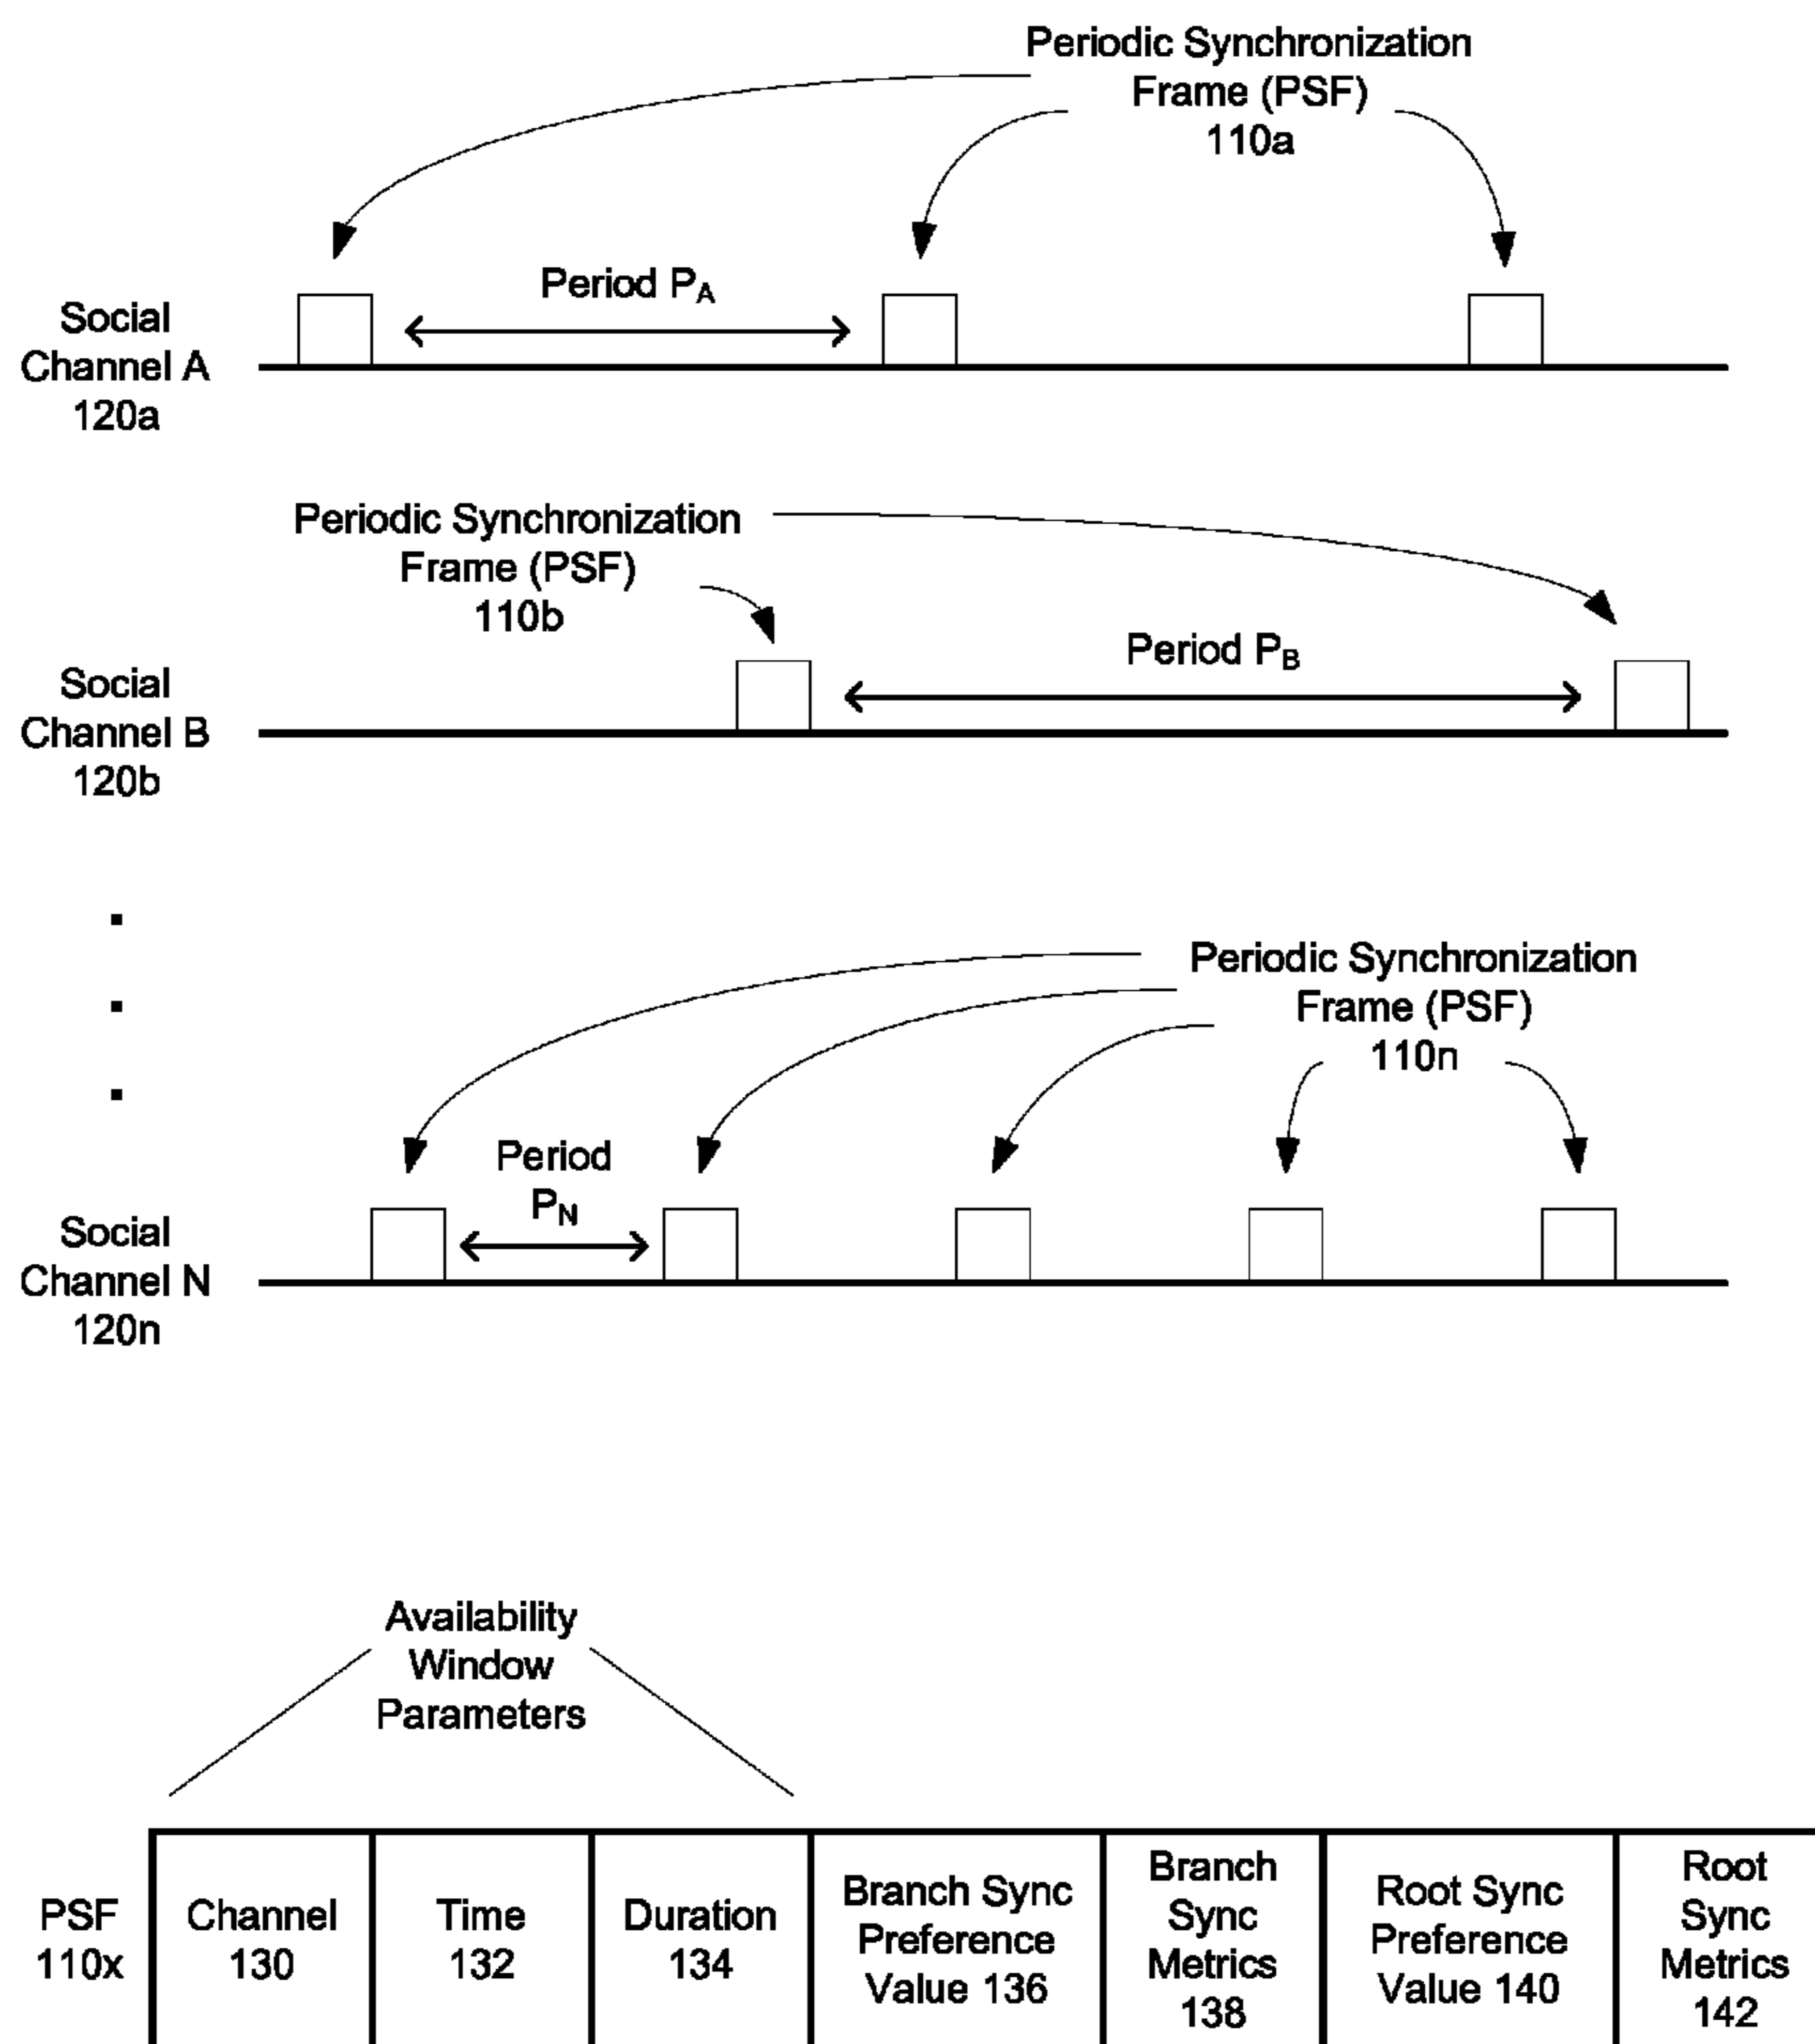 Periodic Synchronization
Frame (PSF)
110a
Period PA
Social
Channel A
120a
Periodic Synchronization
Frame (PSF)
110b
Period PB
Social
Channel B
120b
Periodic Synchronization
Frame (PSF)
110n
Period
PN
Social
Channel N
120n
Availability
Window
Parameters
PSF
110x
Channel
130
Time
132
Duration
134
Branch Sync
Preference
Value 136
Branch
Sync
Metrics
138
Root Sync
Preference
Value 140
Root
Sync
Metrics
142